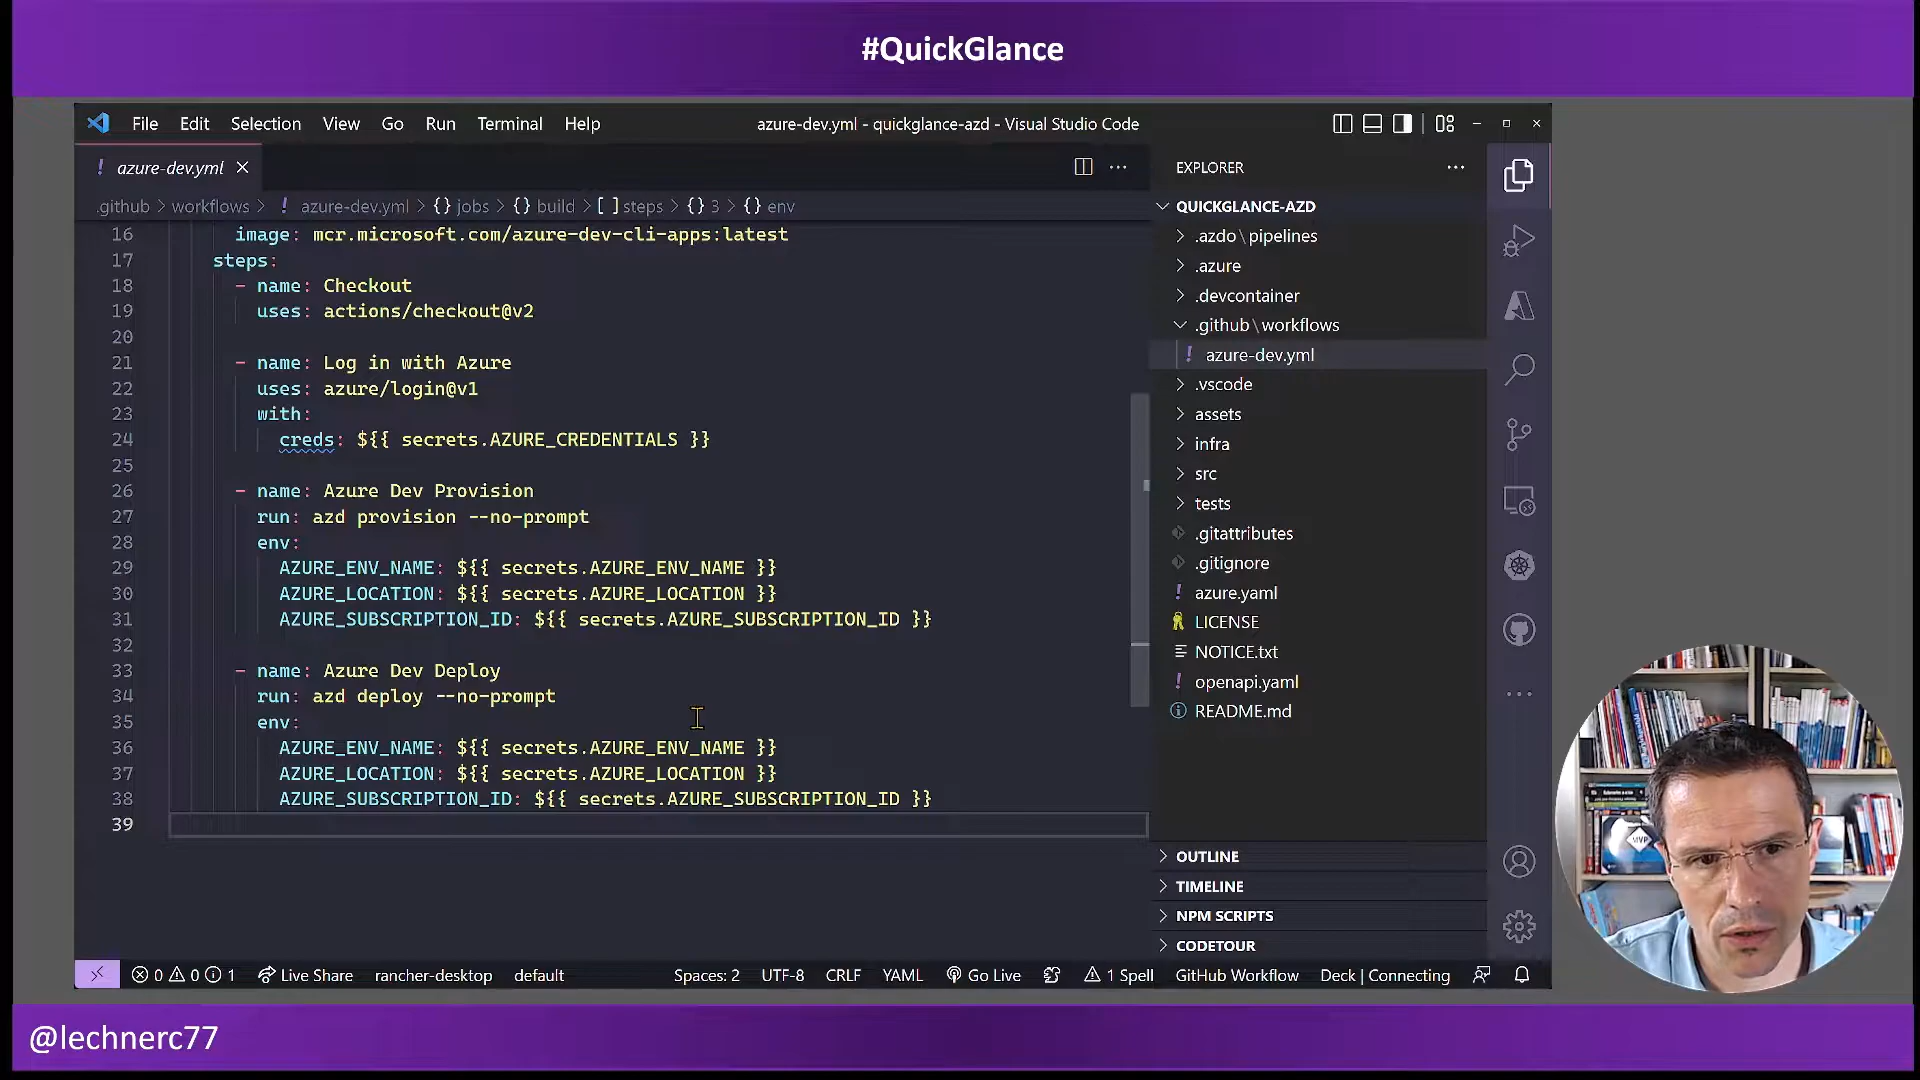 #QuickGlance
File Edit Selection View Go Run Terminal Help
azure-dev.yml - quickglance-azd - Visual Studio Code
! azure-dev.yml
.github > workflows > ! azure-dev.yml > {} jobs > {} build > [ ] steps > {} 3 > {} env
16 image: mcr.microsoft.com/azure-dev-cli-apps:latest
17 steps:
18 - name: Checkout
19 uses: actions/checkout@v2
20
21 - name: Log in with Azure
22 uses: azure/login@v1
23 with:
24 creds: ${{ secrets.AZURE_CREDENTIALS }}
25
26 - name: Azure Dev Provision
27 run: azd provision --no-prompt
28 env:
29 AZURE_ENV_NAME: ${{ secrets.AZURE_ENV_NAME }}
30 AZURE_LOCATION: ${{ secrets.AZURE_LOCATION }}
31 AZURE_SUBSCRIPTION_ID: ${{ secrets.AZURE_SUBSCRIPTION_ID }}
32
33 - name: Azure Dev Deploy
34 run: azd deploy --no-prompt
35 env:
36 AZURE_ENV_NAME: ${{ secrets.AZURE_ENV_NAME }}
37 AZURE_LOCATION: ${{ secrets.AZURE_LOCATION }}
38 AZURE_SUBSCRIPTION_ID: ${{ secrets.AZURE_SUBSCRIPTION_ID }}
39
EXPLORER
QUICKGLANCE-AZD
.azdo\pipelines
.azure
.devcontainer
.github\workflows
! azure-dev.yml
.vscode
assets
infra
src
tests
.gitattributes
.gitignore
! azure.yaml
LICENSE
NOTICE.txt
! openapi.yaml
README.md
OUTLINE
TIMELINE
NPM SCRIPTS
CODETOUR
0 0 1 Live Share rancher-desktop default Spaces: 2 UTF-8 CRLF YAML Go Live 1 Spell GitHub Workflow Deck | Connecting
MVP
@lechnerc77